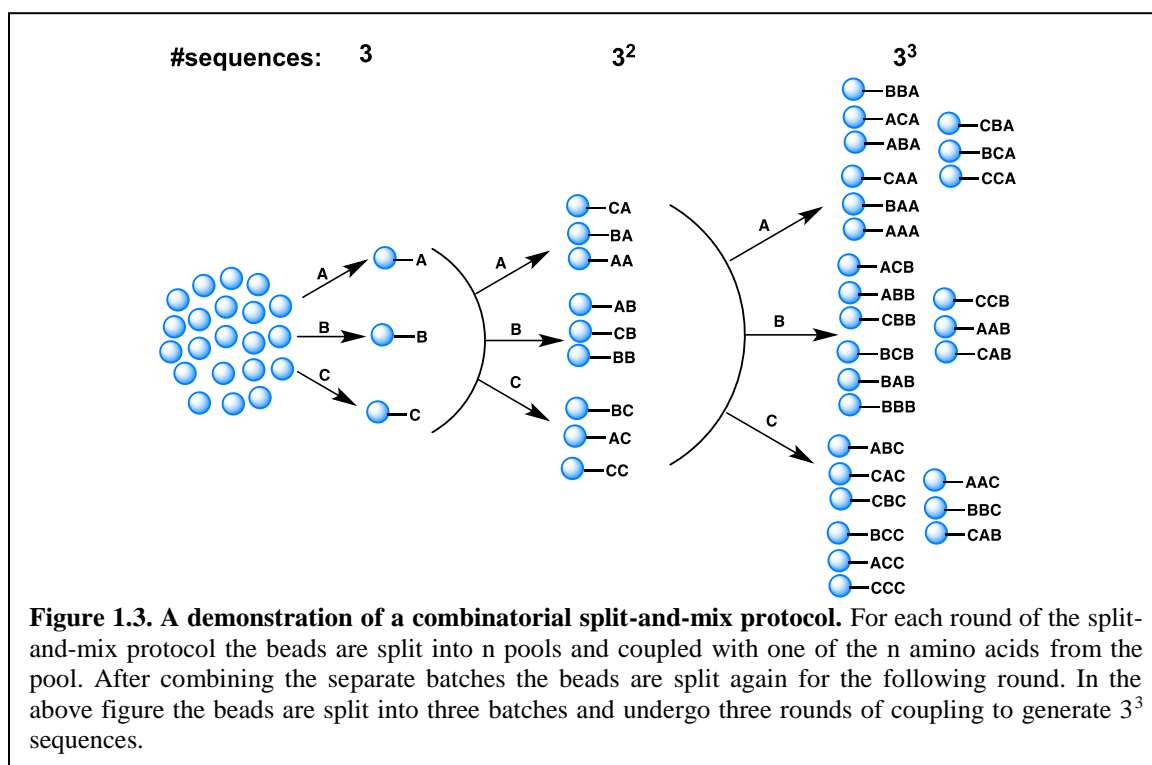 #sequences: 3 3² 3³
BBA
ACA
ABA
CAA
BAA
AAA
CBA
BCA
CCA
A
CA
BA
AA
A
A
A
B
B
C
C
B
AB
CB
BB
C
BC
AC
CC
B
ACB
ABB
CBB
BCB
BAB
BBB
CCB
AAB
CAB
C
ABC
CAC
CBC
BCC
ACC
CCC
AAC
BBC
CAB
Figure 1.3. A demonstration of a combinatorial split-and-mix protocol. For each round of the split-
and-mix protocol the beads are split into n pools and coupled with one of the n amino acids from the
pool. After combining the separate batches the beads are split again for the following round. In the
above figure the beads are split into three batches and undergo three rounds of coupling to generate 3³
sequences.